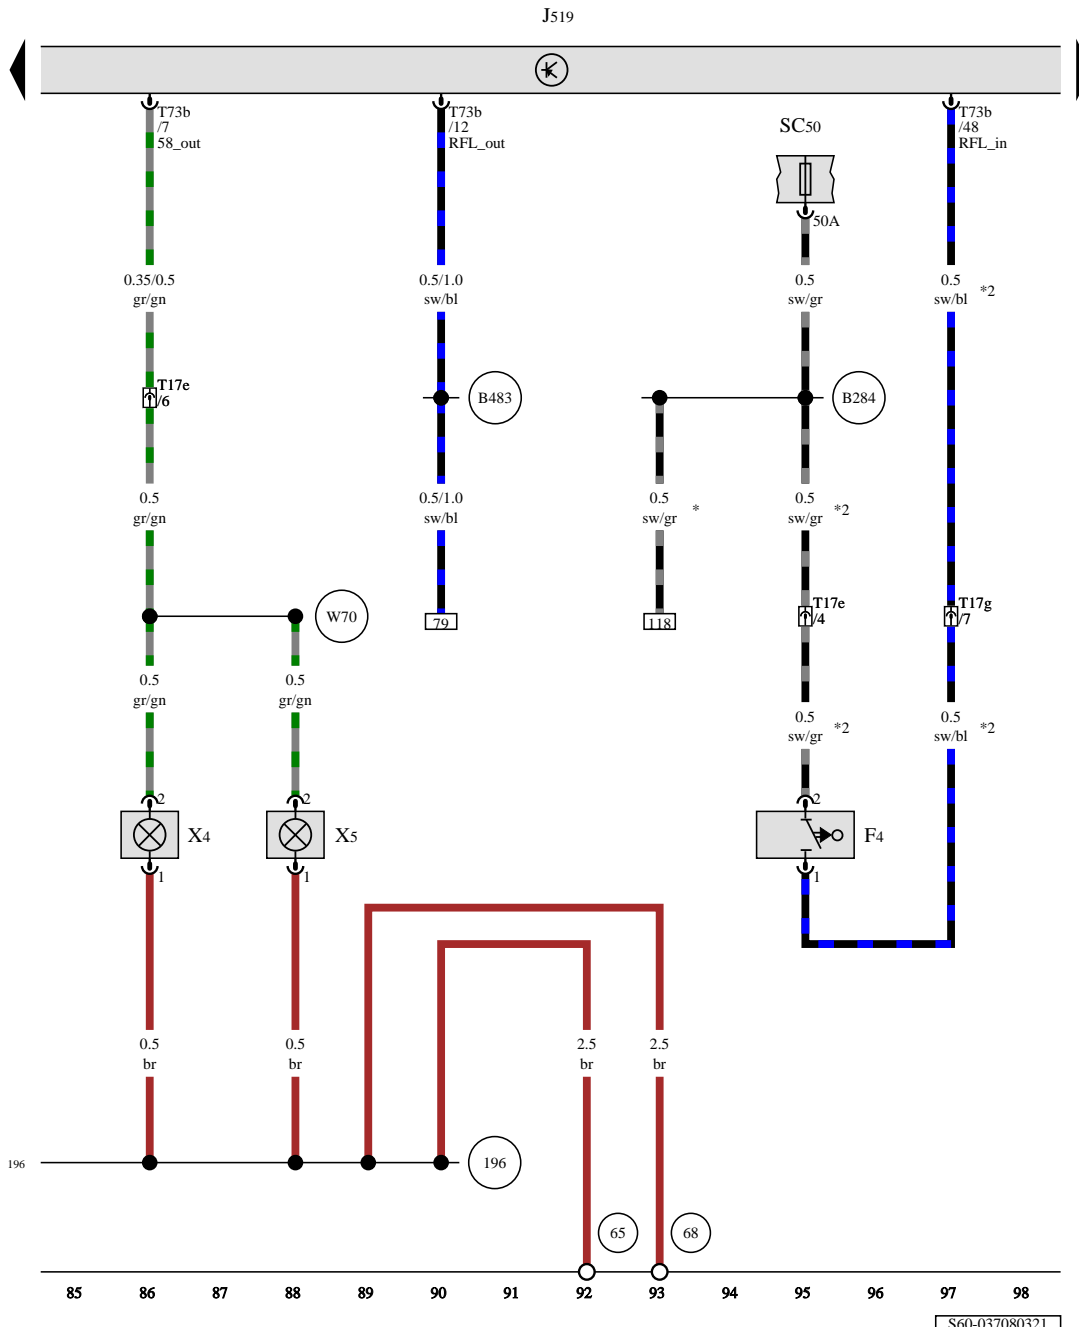 J519
T73b
/7
58_out
T73b
/12
RFL_out
SC50
T73b
/48
RFL_in
50A
0.35/0.5
gr/gn
0.5/1.0
sw/bl
0.5
sw/gr
0.5
sw/bl
*2
T17e
/6
B483
B284
0.5
gr/gn
0.5/1.0
sw/bl
0.5
sw/gr
*
0.5
sw/gr
*2
W70
79
118
T17e
/4
T17g
/7
0.5
gr/gn
0.5
gr/gn
0.5
sw/gr
*2
0.5
sw/bl
*2
2
2
2
X4
X5
F4
1
1
1
0.5
br
0.5
br
2.5
br
2.5
br
196
196
65
68
85 86 87 88 89 90 91 92 93 94 95 96 97 98
S60-037080321